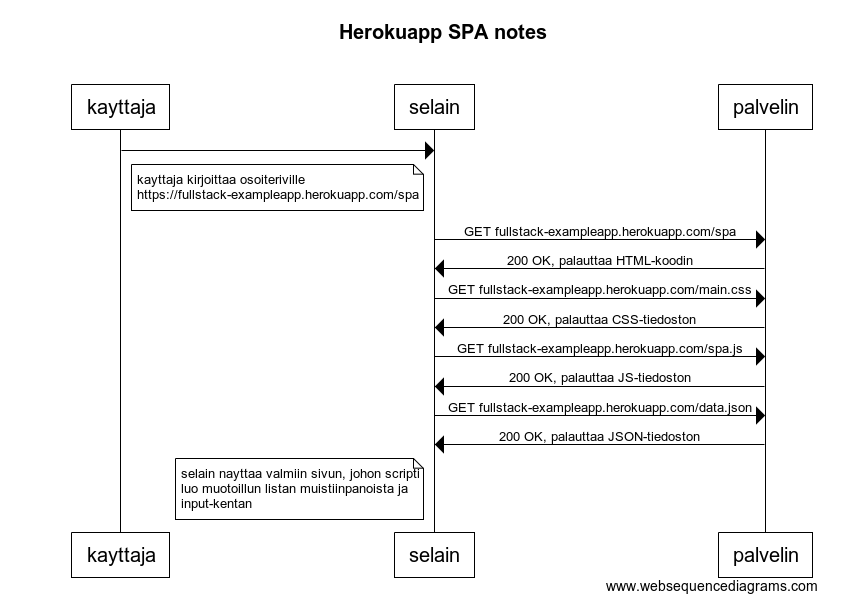 Herokuapp SPA notes
kayttaja
selain
palvelin
kayttaja kirjoittaa osoiteriville
https://fullstack-exampleapp.herokuapp.com/spa
GET fullstack-exampleapp.herokuapp.com/spa
200 OK, palauttaa HTML-koodin
GET fullstack-exampleapp.herokuapp.com/main.css
200 OK, palauttaa CSS-tiedoston
GET fullstack-exampleapp.herokuapp.com/spa.js
200 OK, palauttaa JS-tiedoston
GET fullstack-exampleapp.herokuapp.com/data.json
200 OK, palauttaa JSON-tiedoston
selain nayttaa valmiin sivun, johon scripti
luo muotoillun listan muistiinpanoista ja
input-kentan
kayttaja
selain
palvelin
www.websequencediagrams.com